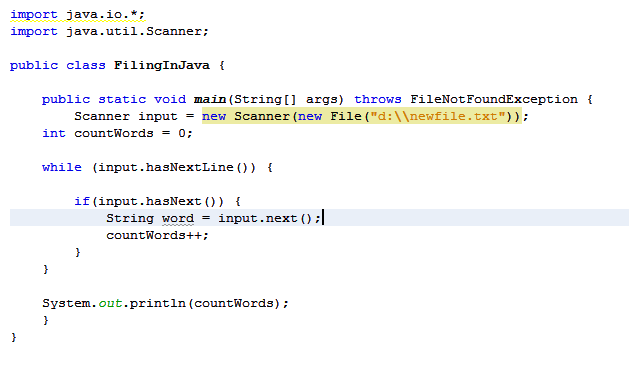 import java.io.*;
import java.util.Scanner;
public class FilingInJava {
public static void main(String[] args) throws FileNotFoundException {
Scanner input = new Scanner(new File("d:\\newfile.txt"));
int countWords = 0;
while (input.hasNextLine()) {
if(input.hasNext()) {
String word = input.next();
countWords++;
}
}
System.out.println(countWords);
}
}